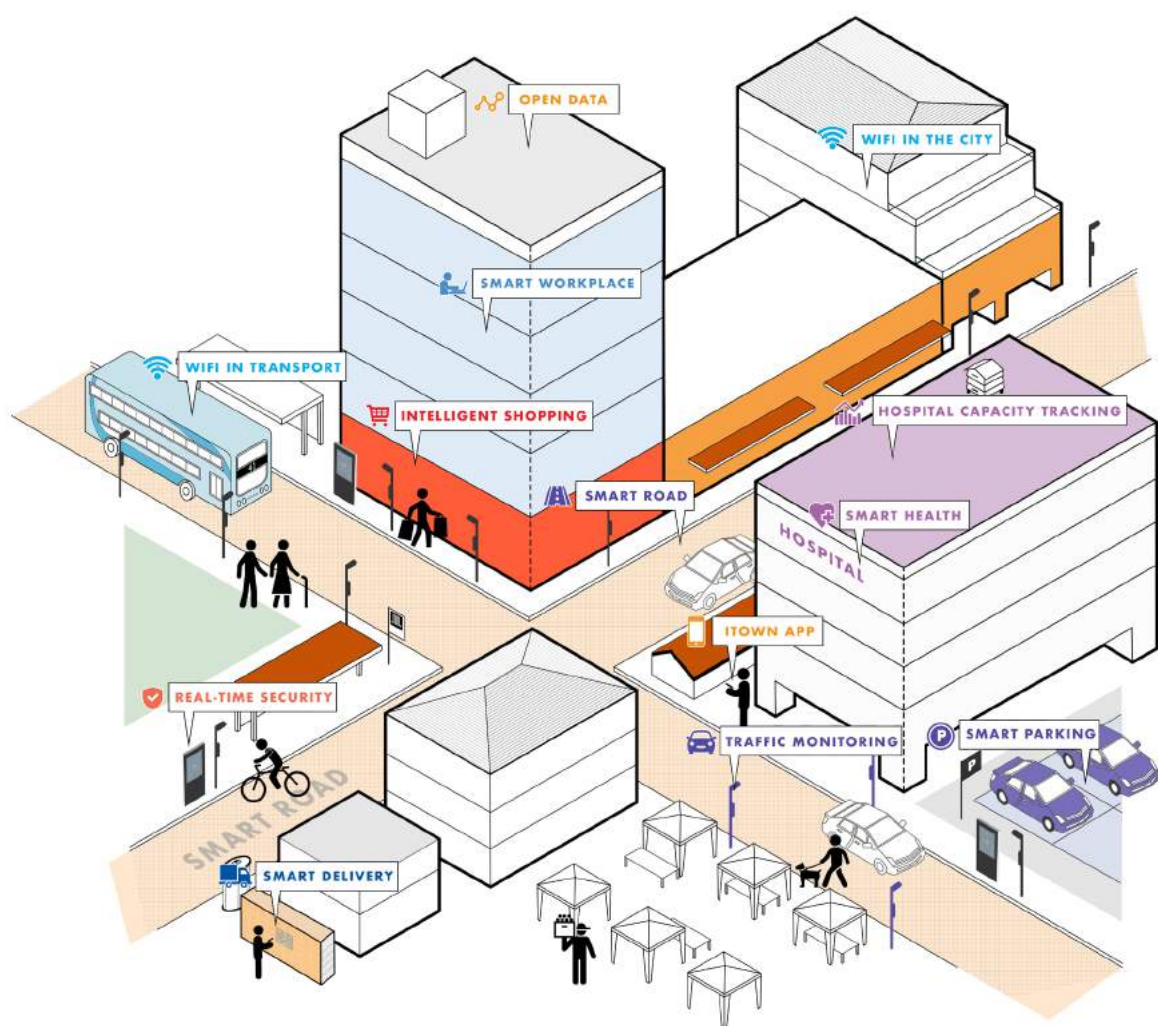 OPEN DATA
WIFI IN THE CITY
SMART WORKPLACE
WIFI IN TRANSPORT
INTELLIGENT SHOPPING
HOSPITAL CAPACITY TRACKING
SMART ROAD
SMART HEALTH
HOSPITAL
ITOWN APP
REAL-TIME SECURITY
TRAFFIC MONITORING
SMART PARKING
P
P
SMART ROAD
SMART DELIVERY